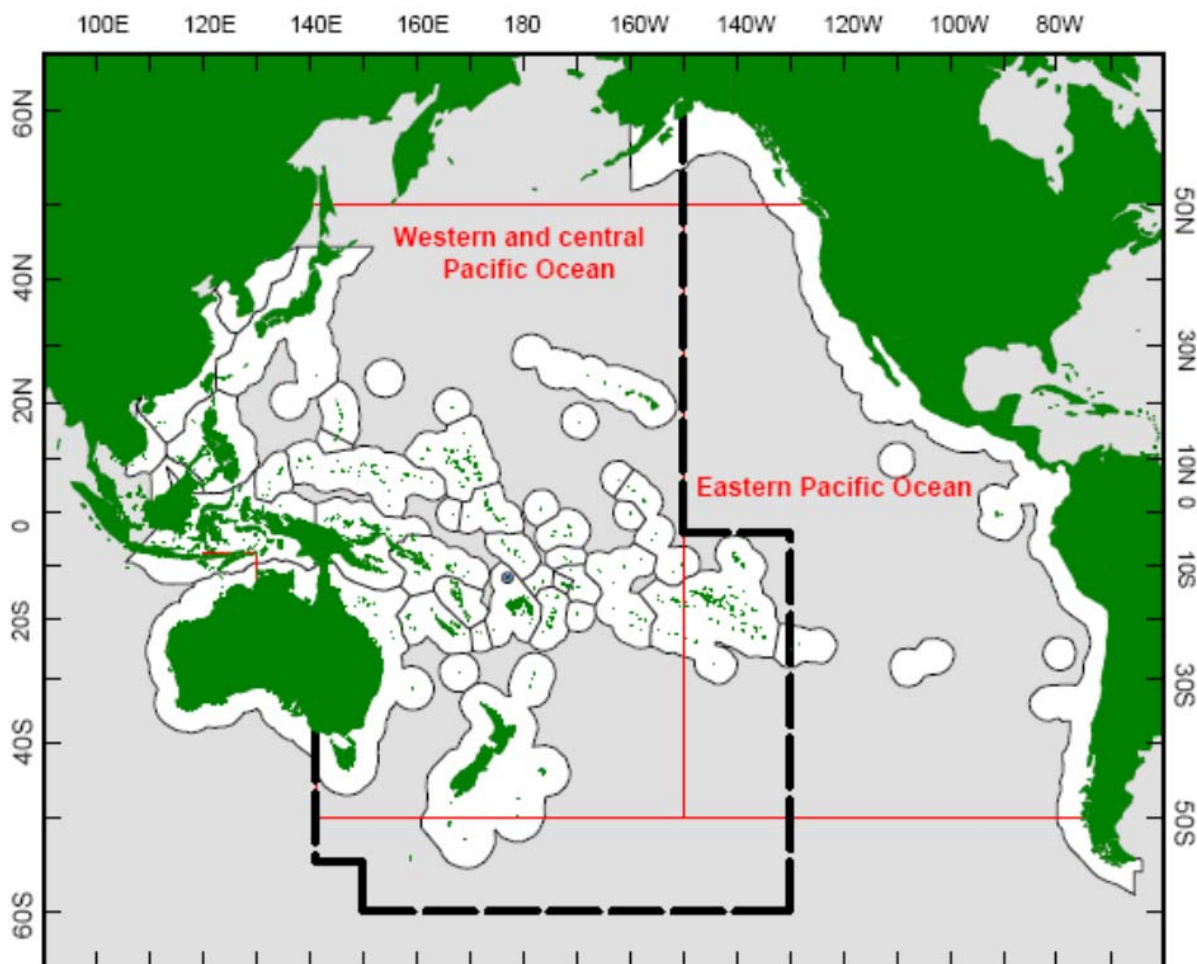 100E 120E 140E 160E 180 160W 140W 120W 100W 80W
60N
50N
40N
30N
20N
10N
0
10S
20S
30S
40S
50S
60S
Western and central
Pacific Ocean
Eastern Pacific Ocean